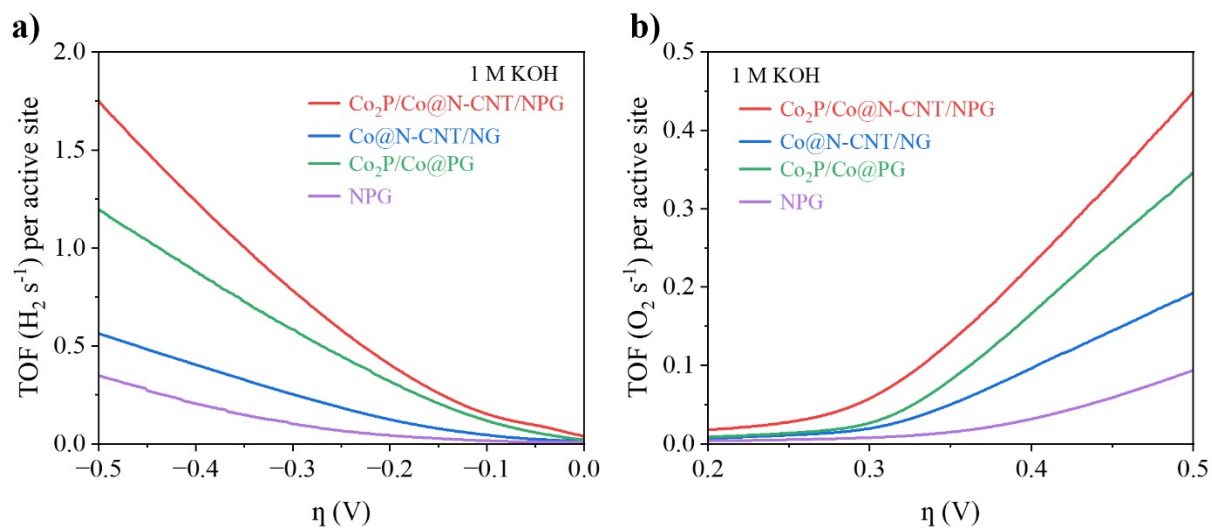 a)
TOF (H₂ s⁻¹) per active site
2.0
1.5
1.0
0.5
0.0
1 M KOH
Co₂P/Co@N-CNT/NPG
Co@N-CNT/NG
Co₂P/Co@PG
NPG
−0.5 −0.4 −0.3 −0.2 −0.1 0.0
η (V)
b)
TOF (O₂ s⁻¹) per active site
0.5
0.4
0.3
0.2
0.1
0.0
1 M KOH
Co₂P/Co@N-CNT/NPG
Co@N-CNT/NG
Co₂P/Co@PG
NPG
0.2 0.3 0.4 0.5
η (V)